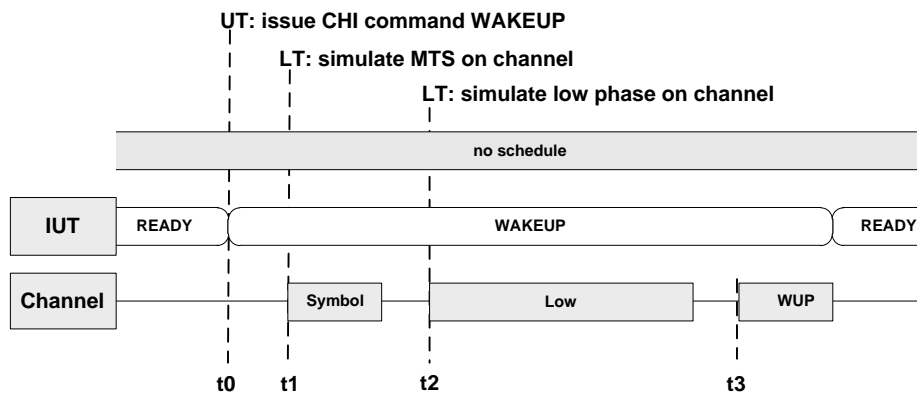 UT: issue CHI command WAKEUP
LT: simulate MTS on channel
LT: simulate low phase on channel
no schedule
IUT READY WAKEUP READY
Channel Symbol Low WUP
t0 t1 t2 t3